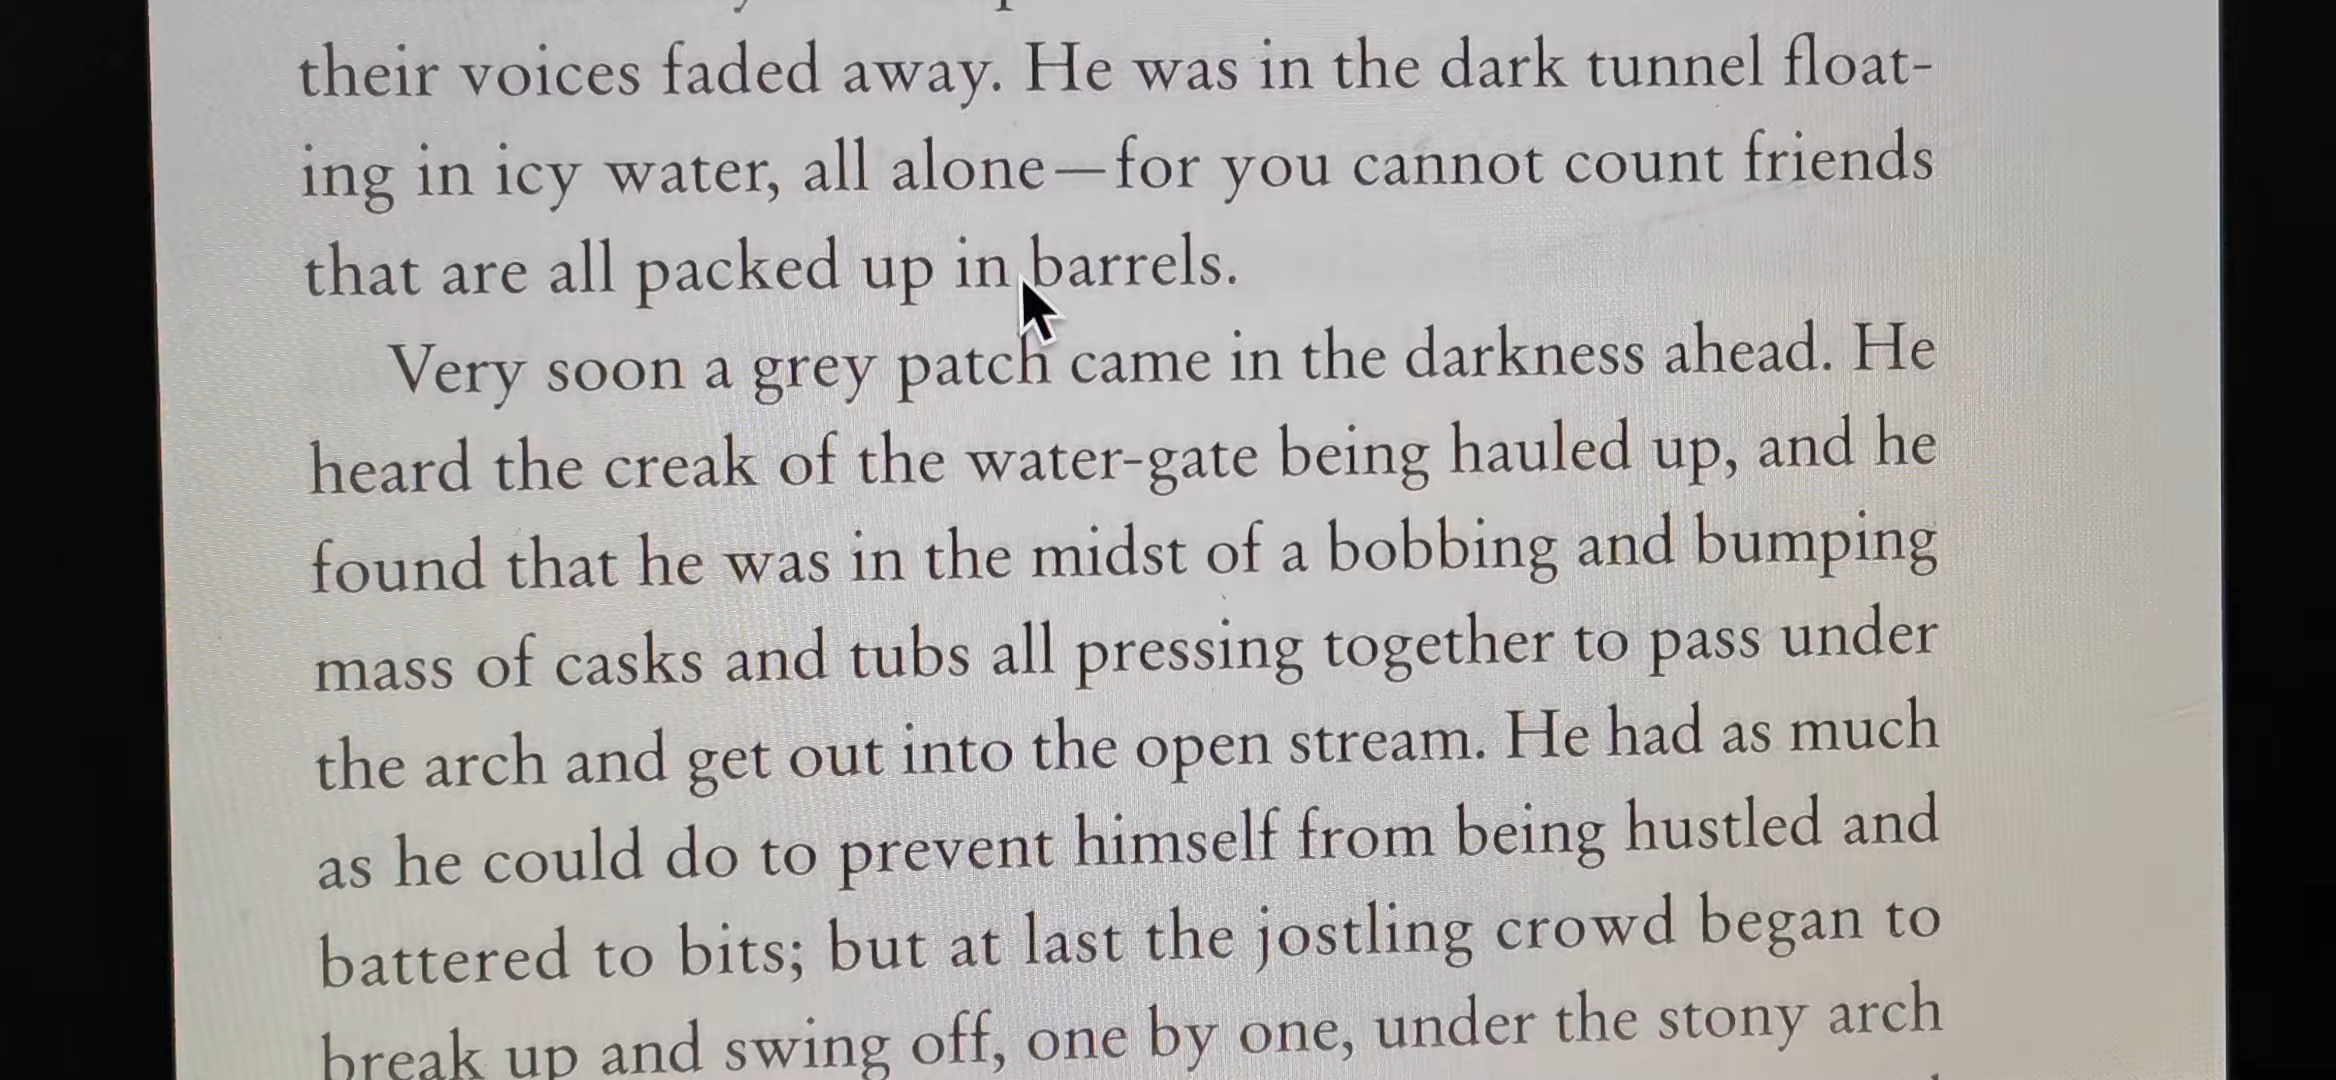 their voices faded away. He was in the dark tunnel float-
ing in icy water, all alone—for you cannot count friends
that are all packed up in barrels.
Very soon a grey patch came in the darkness ahead. He
heard the creak of the water-gate being hauled up, and he
found that he was in the midst of a bobbing and bumping
mass of casks and tubs all pressing together to pass under
the arch and get out into the open stream. He had as much
as he could do to prevent himself from being hustled and
battered to bits; but at last the jostling crowd began to
break up and swing off, one by one, under the stony arch